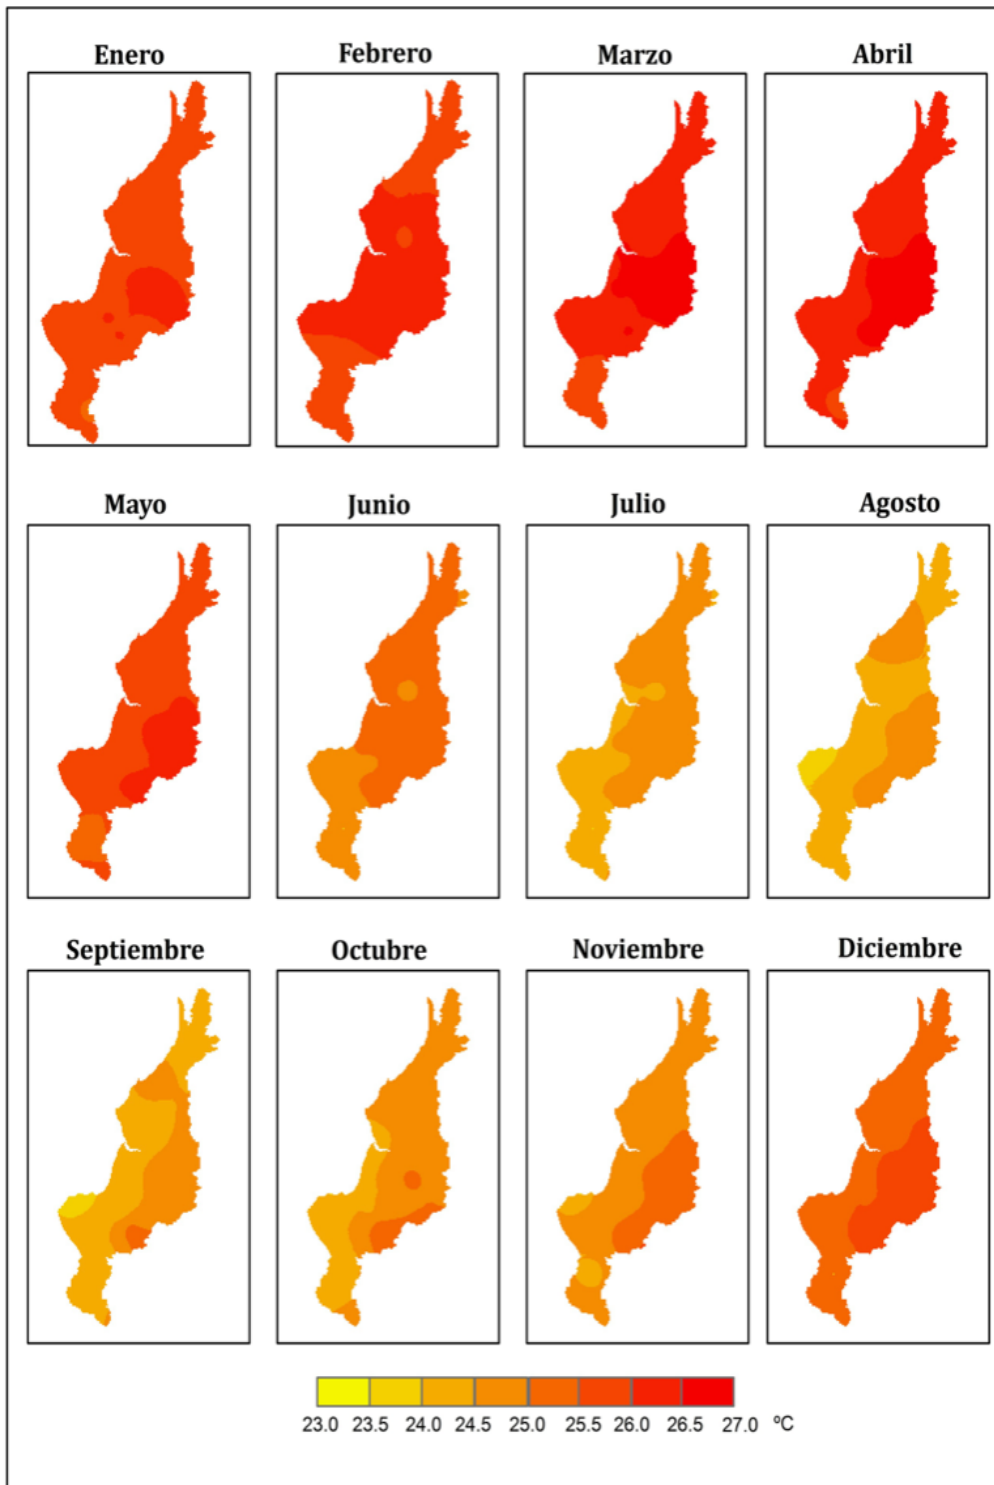 Enero Febrero Marzo Abril
Mayo Junio Julio Agosto
Septiembre Octubre Noviembre Diciembre
23.0 23.5 24.0 24.5 25.0 25.5 26.0 26.5 27.0 ºC